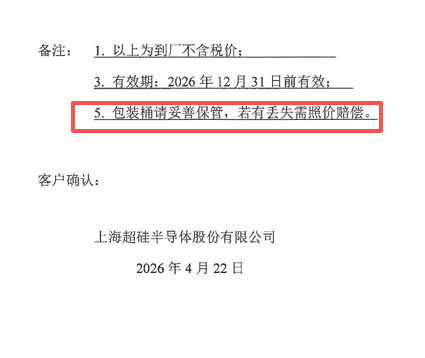 备注： 1. 以上为到厂不含税价；
3. 有效期：2026 年 12 月 31 日前有效；
5. 包装桶请妥善保管，若有丢失需照价赔偿。
客户确认：
上海超硅半导体股份有限公司
2026 年 4 月 22 日